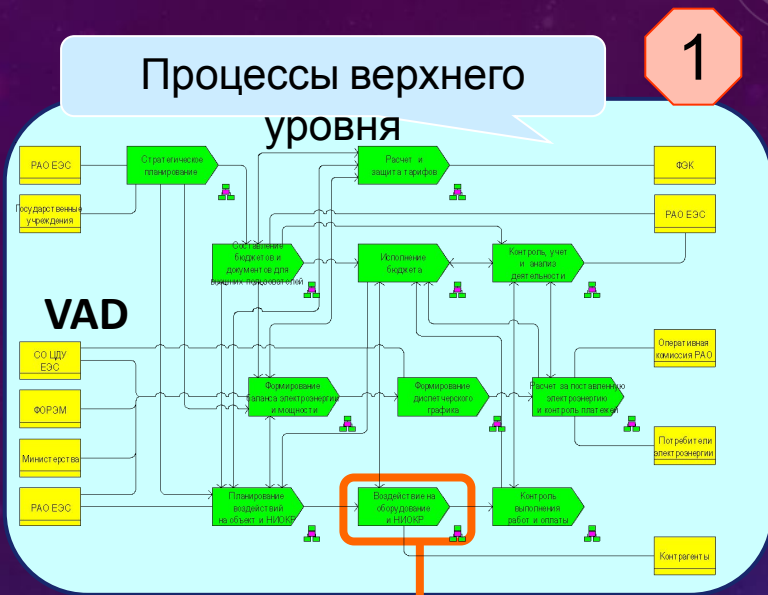 Процессы верхнего
уровня
1
РАО ЕЭС
Стратегическое
планирование
Расчет и
защита тарифов
ФЭК
Государственные
учреждения
РАО ЕЭС
Составление
бюджетов и
документов для
внешних пользователей
Исполнение
бюджета
Контроль, учет
и анализ
деятельности
VAD
СО ЦДУ
ЕЭС
Оперативная
комиссия РАО
ФОРЭМ
Формирование
баланса электроэнергии
и мощности
Формирование
диспетчерского
графика
Расчет за поставленную
электроэнергию
и контроль платежей
Министерства
Потребители
электроэнергии
РАО ЕЭС
Планирование
воздействий
на объект и НИОКР
Воздействие на
оборудование
и НИОКР
Контроль
выполнения
работ и оплаты
Контрагенты